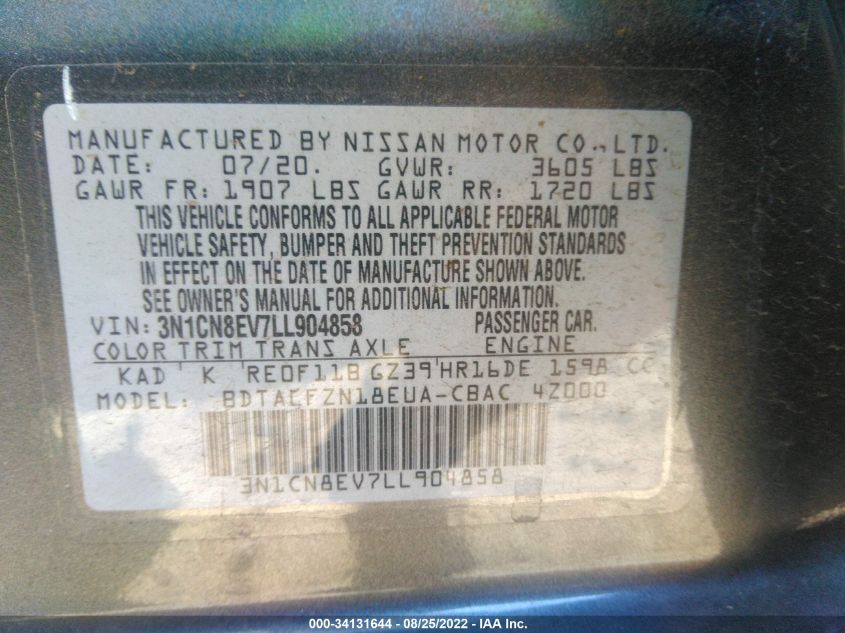 MANUFACTURED BY NISSAN MOTOR CO., LTD.
DATE: 07/20. GVWR: 3605 LBS
GAWR FR: 1907 LBS GAWR RR: 1720 LBS
THIS VEHICLE CONFORMS TO ALL APPLICABLE FEDERAL MOTOR
VEHICLE SAFETY, BUMPER AND THEFT PREVENTION STANDARDS
IN EFFECT ON THE DATE OF MANUFACTURE SHOWN ABOVE.
SEE OWNER'S MANUAL FOR ADDITIONAL INFORMATION.
VIN: 3N1CN8EV7LL904858 PASSENGER CAR.
COLOR TRIM TRANS AXLE ENGINE
KAD K RE0F11B GZ39 HR16DE 1598 CC
MODEL: BDTALFZN18EUA-CBAC 4Z000
3N1CN8EV7LL904858
000-34131644 - 08/25/2022 - IAA Inc.